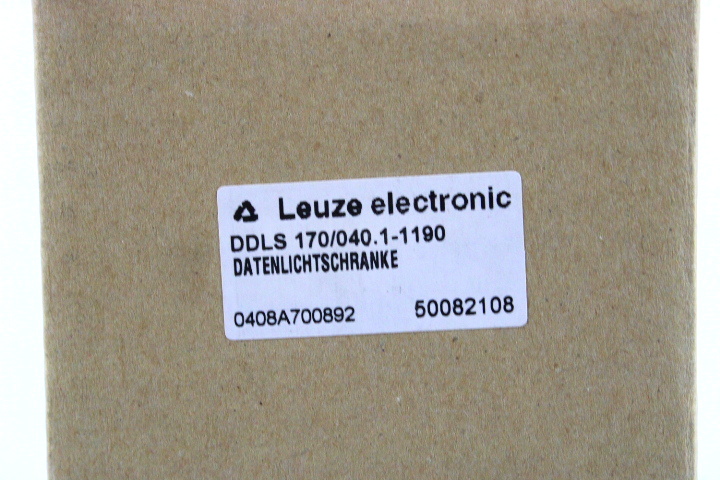 Leuze electronic
DDLS 170/040.1-1190
DATENLICHTSCHRANKE
0408A700892 50082108